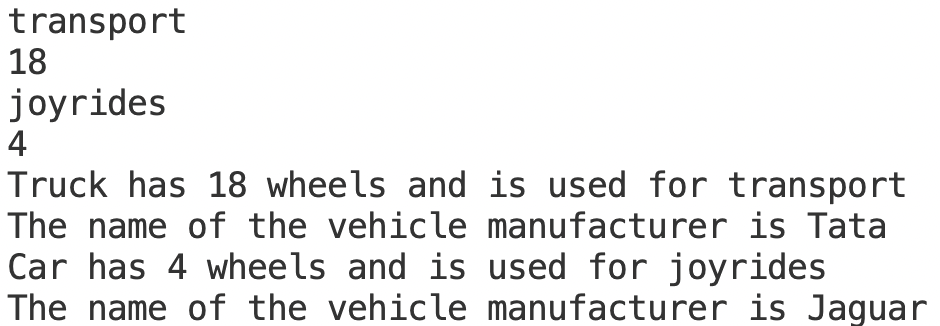 transport
18
joyrides
4
Truck has 18 wheels and is used for transport
The name of the vehicle manufacturer is Tata
Car has 4 wheels and is used for joyrides
The name of the vehicle manufacturer is Jaguar